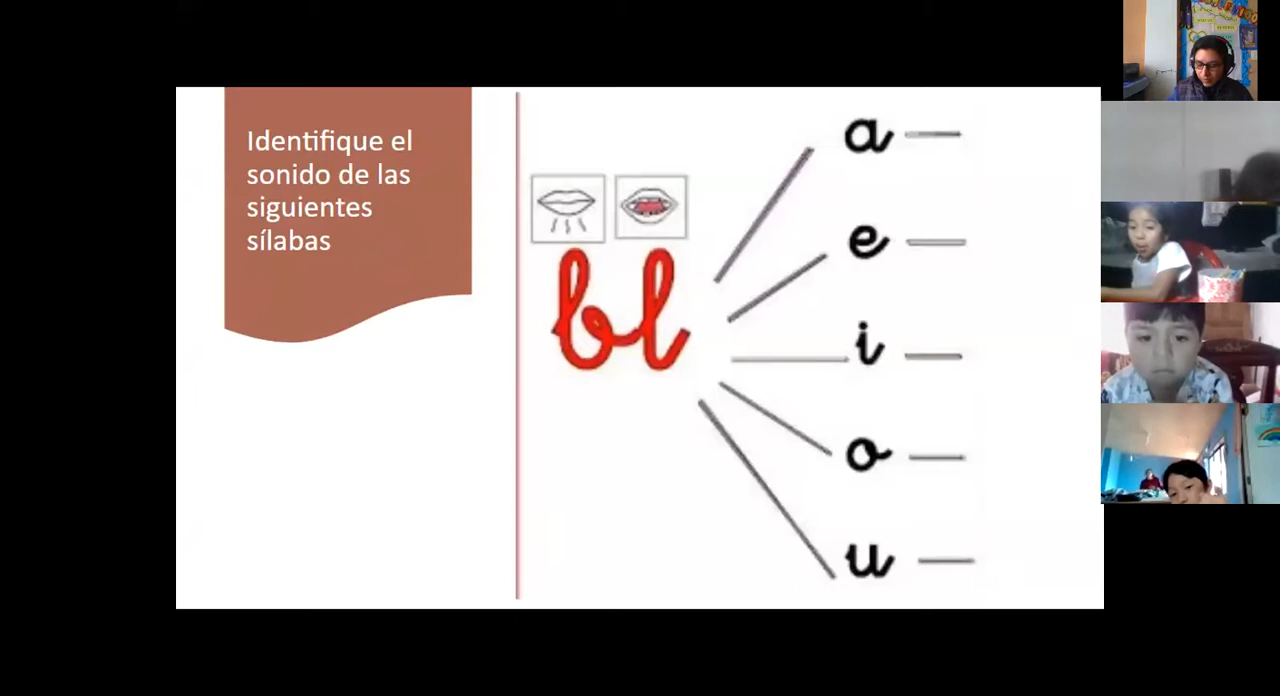 Identifique el
sonido de las
siguientes
sílabas
bl
a
e
i
o
u